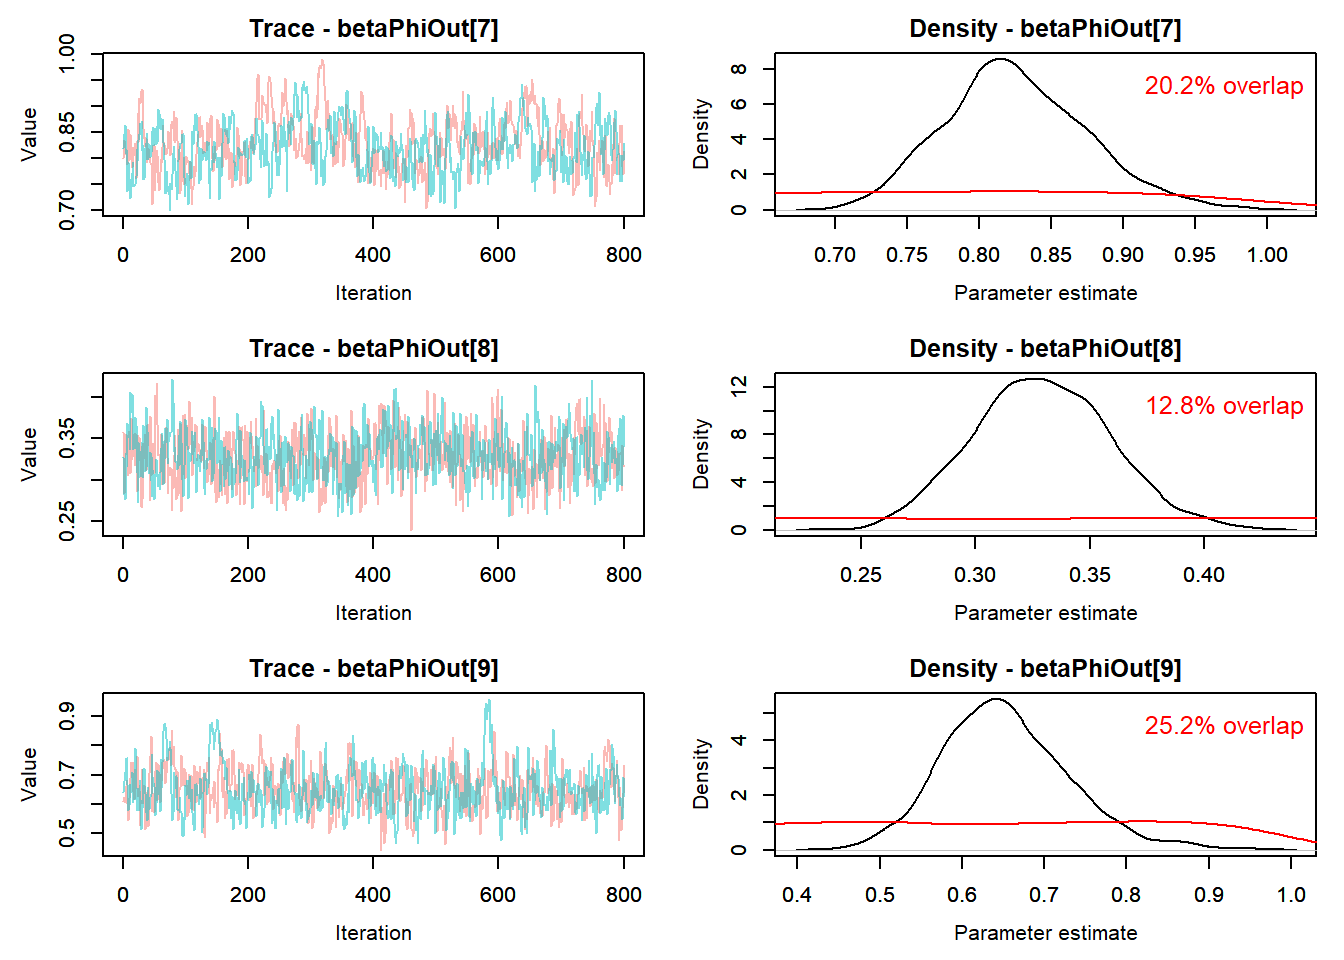 Trace - betaPhiOut[7]
Value
0.70 0.85 1.00
0 200 400 600 800
Iteration
Density - betaPhiOut[7]
20.2% overlap
Density
0 2 4 6 8
0.70 0.75 0.80 0.85 0.90 0.95 1.00
Parameter estimate
Trace - betaPhiOut[8]
Value
0.25 0.35
0 200 400 600 800
Iteration
Density - betaPhiOut[8]
12.8% overlap
Density
0 4 8 12
0.25 0.30 0.35 0.40
Parameter estimate
Trace - betaPhiOut[9]
Value
0.5 0.7 0.9
0 200 400 600 800
Iteration
Density - betaPhiOut[9]
25.2% overlap
Density
0 2 4
0.4 0.5 0.6 0.7 0.8 0.9 1.0
Parameter estimate